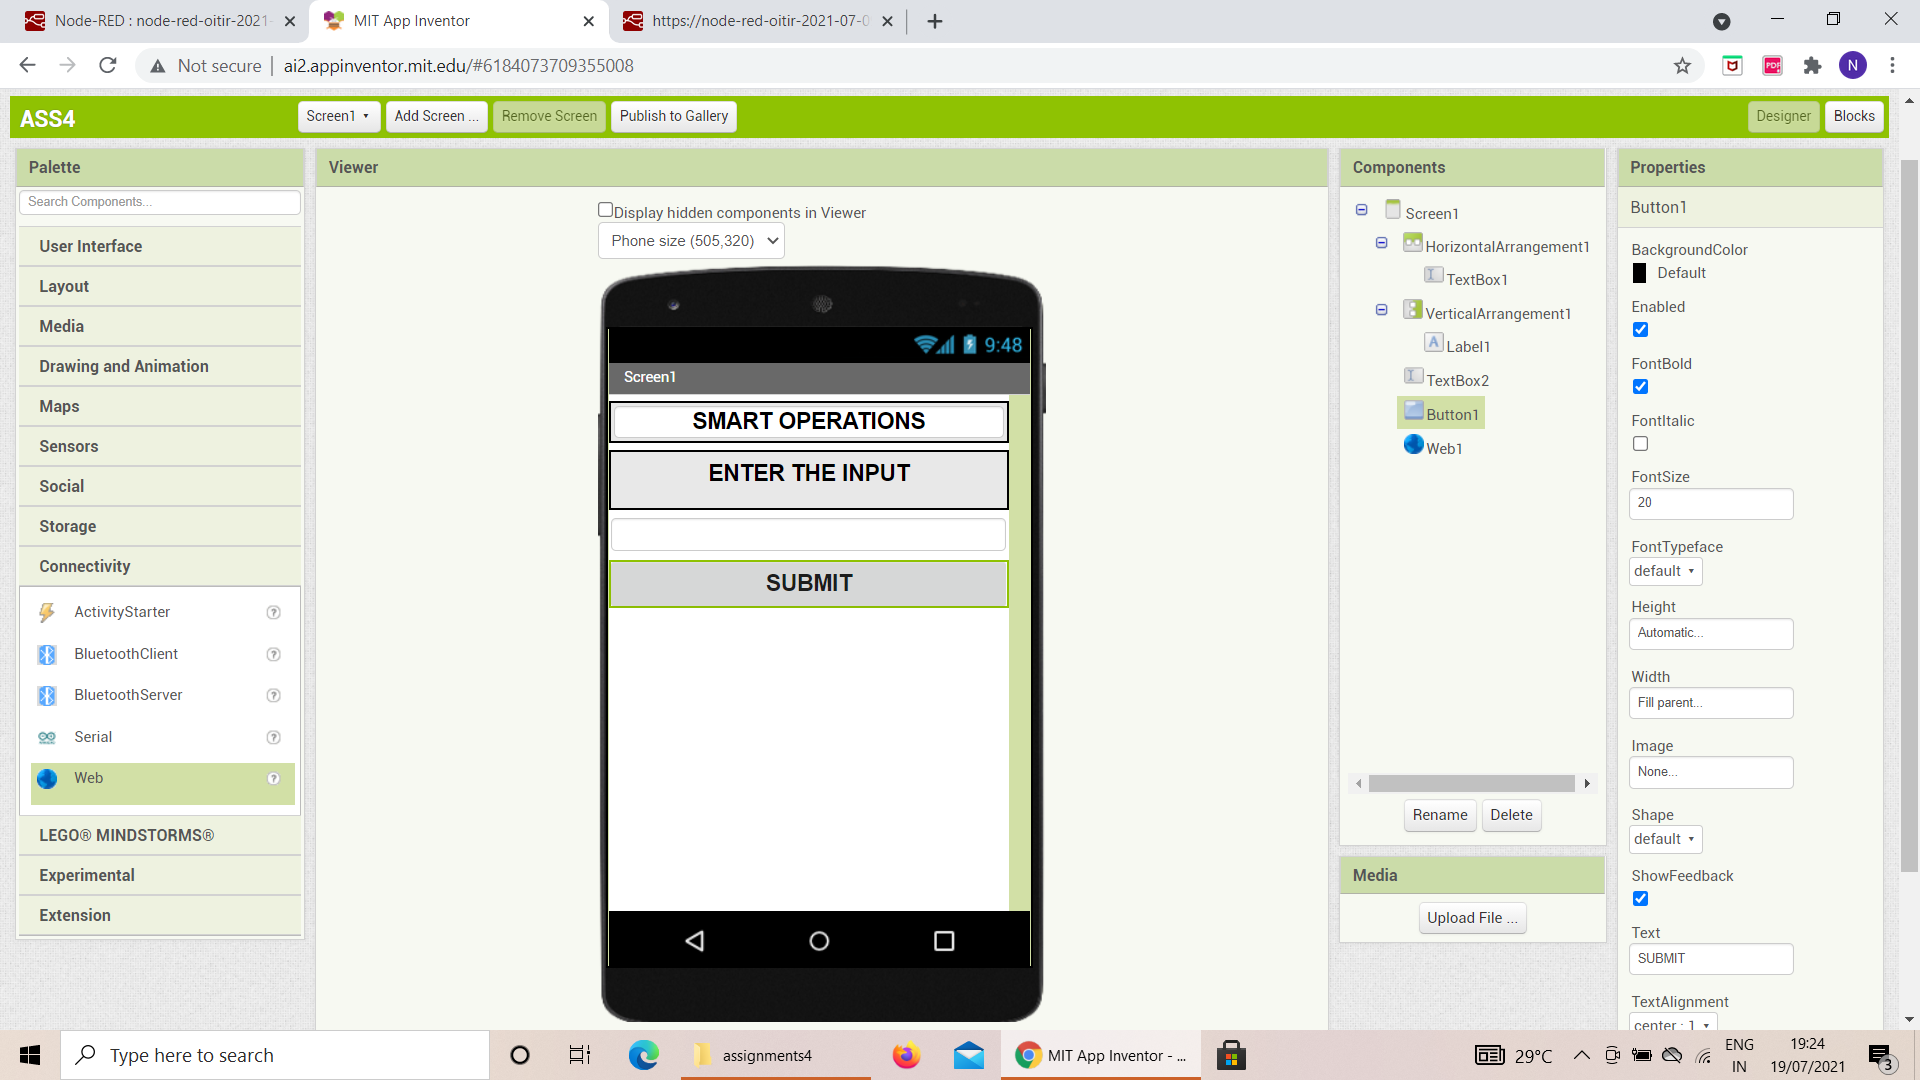 Node-RED : node-red-oitir-2021-
MIT App Inventor
https://node-red-oitir-2021-07-0
Not secure
ai2.appinventor.mit.edu/#6184073709355008
N
ASS4
Screen1
Add Screen ...
Remove Screen
Publish to Gallery
Designer
Blocks
Palette
Search Components...
User Interface
Layout
Media
Drawing and Animation
Maps
Sensors
Social
Storage
Connectivity
ActivityStarter ?
BluetoothClient ?
BluetoothServer ?
Serial ?
Web ?
LEGO® MINDSTORMS®
Experimental
Extension
Viewer
Display hidden components in Viewer
Phone size (505,320)
9:48
Screen1
SMART OPERATIONS
ENTER THE INPUT
SUBMIT
Components
Screen1
HorizontalArrangement1
TextBox1
VerticalArrangement1
A Label1
TextBox2
Button1
Web1
Rename
Delete
Media
Upload File ...
Properties
Button1
BackgroundColor
Default
Enabled
FontBold
FontItalic
FontSize
20
FontTypeface
default
Height
Automatic...
Width
Fill parent...
Image
None...
Shape
default
ShowFeedback
Text
SUBMIT
TextAlignment
center : 1
Type here to search
assignments4
MIT App Inventor - ...
29°C
ENG
IN
19:24
19/07/2021
3
PDF